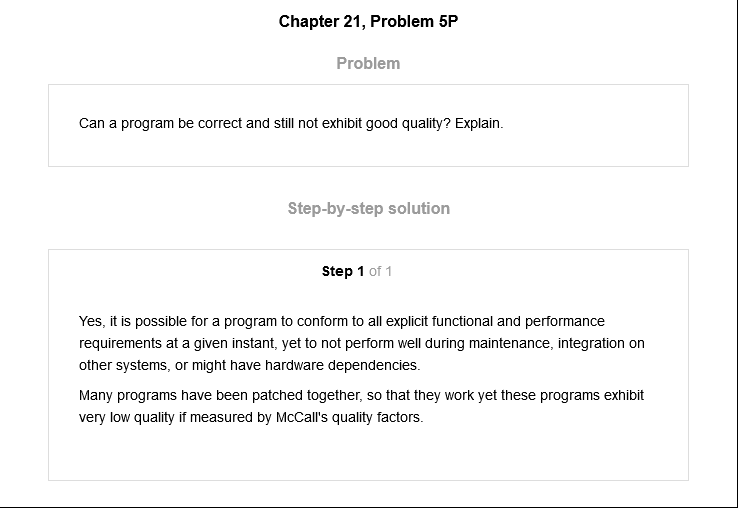 Chapter 21, Problem 5P
Problem
Can a program be correct and still not exhibit good quality? Explain.
Step-by-step solution
Step 1 of 1
Yes, it is possible for a program to conform to all explicit functional and performance
requirements at a given instant, yet to not perform well during maintenance, integration on
other systems, or might have hardware dependencies.
Many programs have been patched together, so that they work yet these programs exhibit
very low quality if measured by McCall's quality factors.